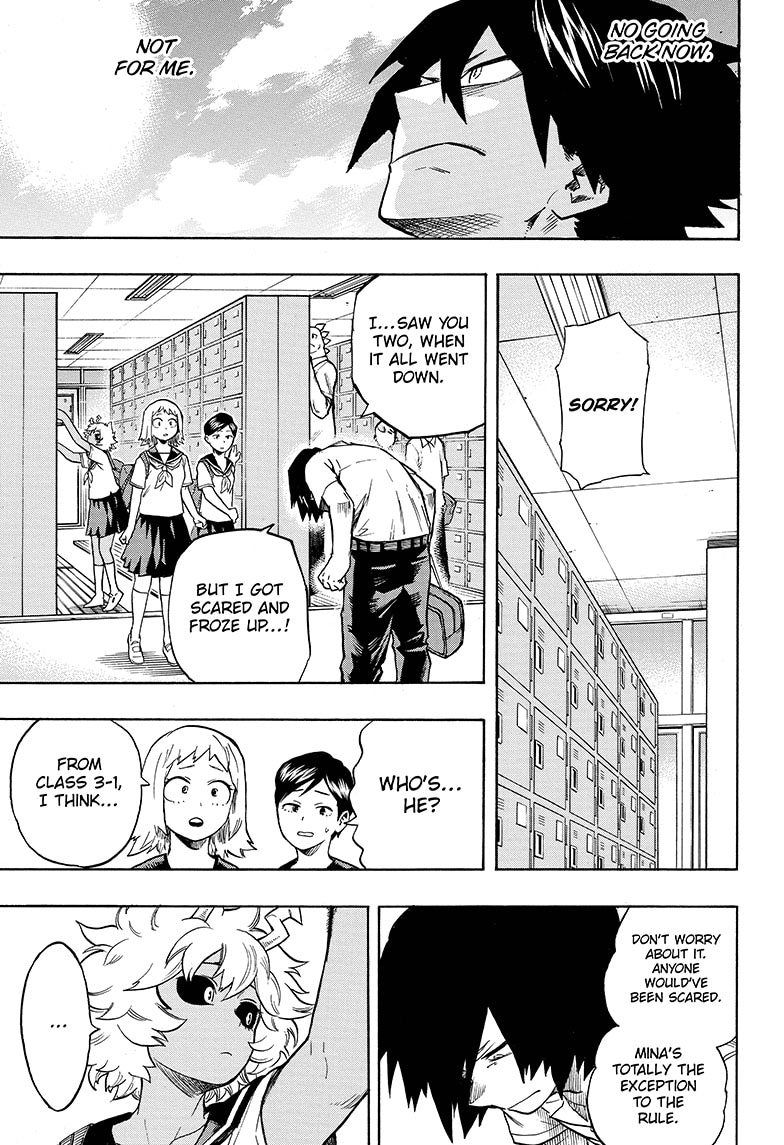 NO GOING
BACK NOW.
NOT
FOR ME.
SORRY!
I...SAW YOU
TWO, WHEN
IT ALL WENT
DOWN.
BUT I GOT
SCARED AND
FROZE UP...!
WHO'S...
HE?
FROM
CLASS 3-1,
I THINK...
DON'T WORRY
ABOUT IT.
ANYONE
WOULD'VE
BEEN SCARED.
MINA'S
TOTALLY THE
EXCEPTION
TO THE
RULE.
...